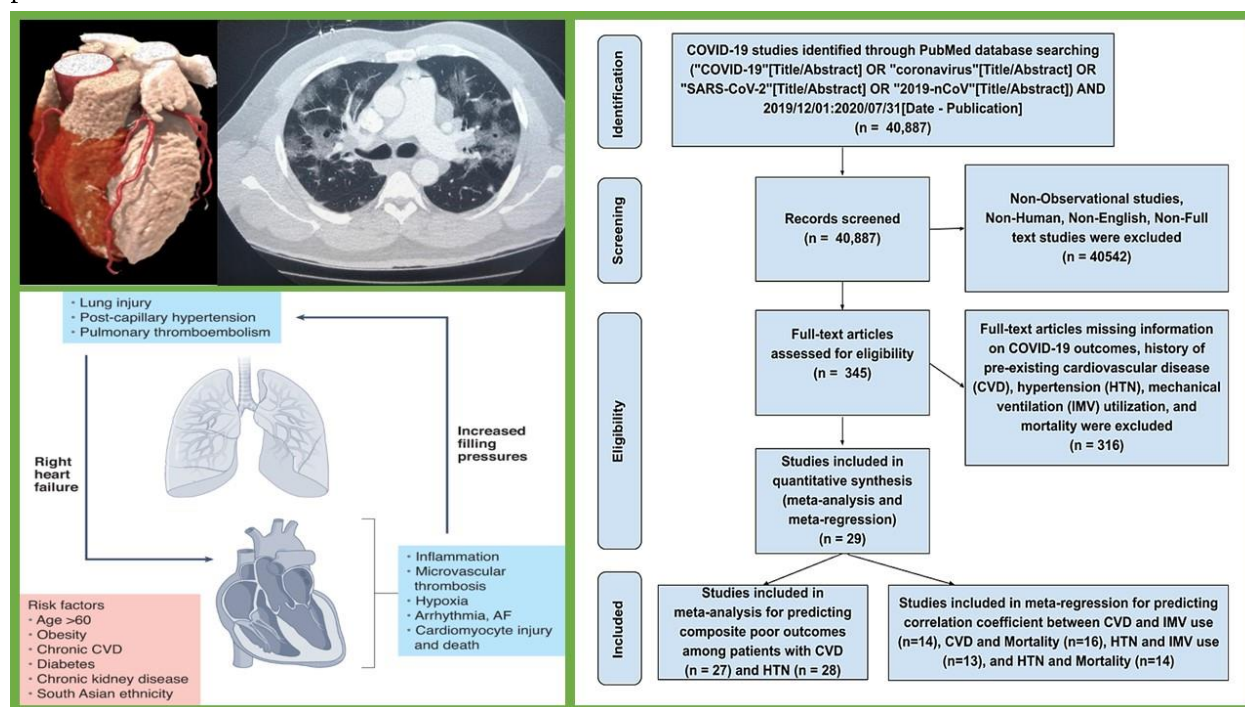 • Lung injury
• Post-capillary hypertension
• Pulmonary thromboembolism
Right
heart
failure
Increased
filling
pressures
• Inflammation
• Microvascular
thrombosis
• Hypoxia
• Arrhythmia, AF
• Cardiomyocyte injury
and death
Risk factors
• Age >60
• Obesity
• Chronic CVD
• Diabetes
• Chronic kidney disease
• South Asian ethnicity
Identification
COVID-19 studies identified through PubMed database searching
("COVID-19"[Title/Abstract] OR "coronavirus"[Title/Abstract] OR
"SARS-CoV-2"[Title/Abstract] OR "2019-nCoV"[Title/Abstract]) AND
2019/12/01:2020/07/31[Date - Publication]
(n = 40,887)
Screening
Records screened
(n = 40,887)
Non-Observational studies,
Non-Human, Non-English, Non-Full
text studies were excluded
(n = 40542)
Eligibility
Full-text articles
assessed for eligibility
(n = 345)
Full-text articles missing information
on COVID-19 outcomes, history of
pre-existing cardiovascular disease
(CVD), hypertension (HTN), mechanical
ventilation (IMV) utilization, and
mortality were excluded
(n = 316)
Studies included in
quantitative synthesis
(meta-analysis and
meta-regression)
(n = 29)
Included
Studies included in
meta-analysis for predicting
composite poor outcomes
among patients with CVD
(n = 27) and HTN (n = 28)
Studies included in meta-regression for predicting
correlation coefficient between CVD and IMV use
(n=14), CVD and Mortality (n=16), HTN and IMV use
(n=13), and HTN and Mortality (n=14)